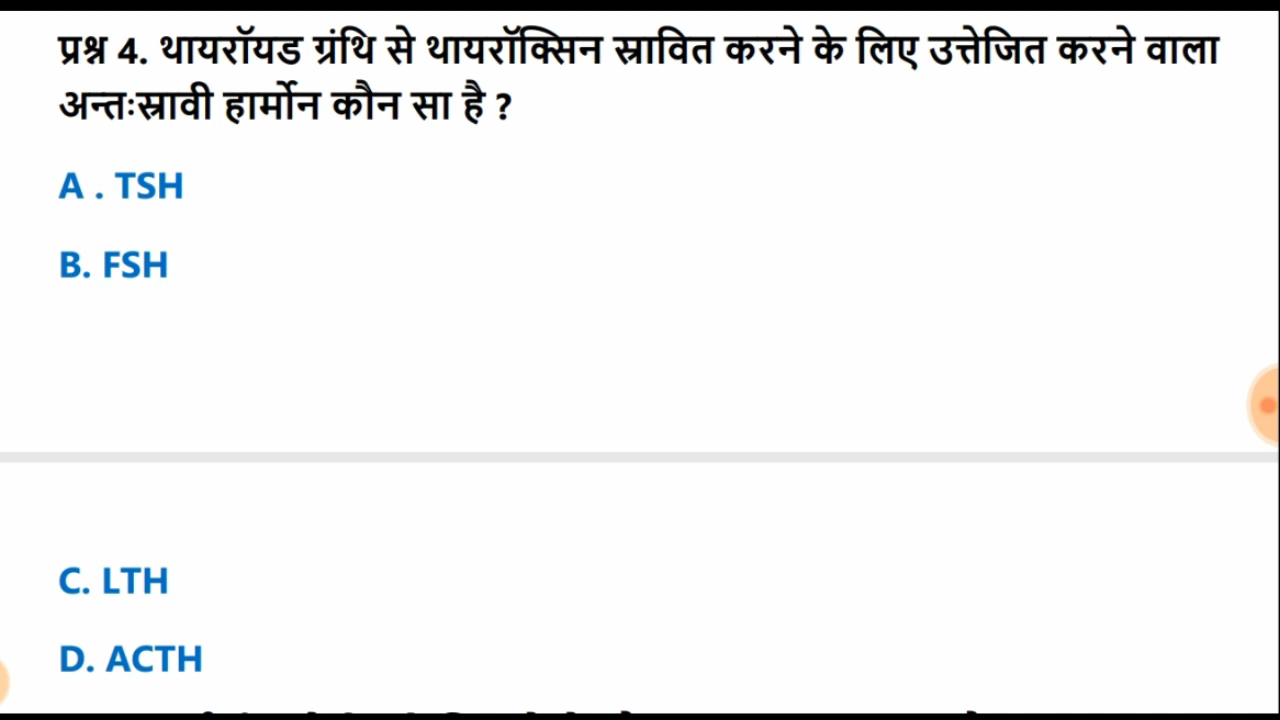 प्रश्न 4. थायरॉयड ग्रंथि से थायरॉक्सिन स्रावित करने के लिए उत्तेजित करने वाला
अन्तःस्रावी हार्मोन कौन सा है ?
A . TSH
B. FSH
C. LTH
D. ACTH